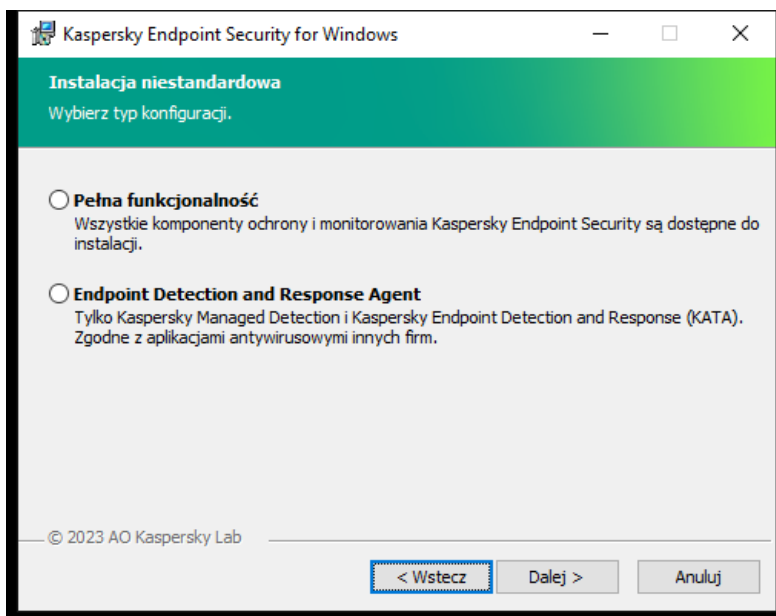 Kaspersky Endpoint Security for Windows
Instalacja niestandardowa
Wybierz typ konfiguracji.
Pełna funkcjonalność
Wszystkie komponenty ochrony i monitorowania Kaspersky Endpoint Security są dostępne do
instalacji.
Endpoint Detection and Response Agent
Tylko Kaspersky Managed Detection i Kaspersky Endpoint Detection and Response (KATA).
Zgodne z aplikacjami antywirusowymi innych firm.
© 2023 AO Kaspersky Lab
< Wstecz Dalej > Anuluj